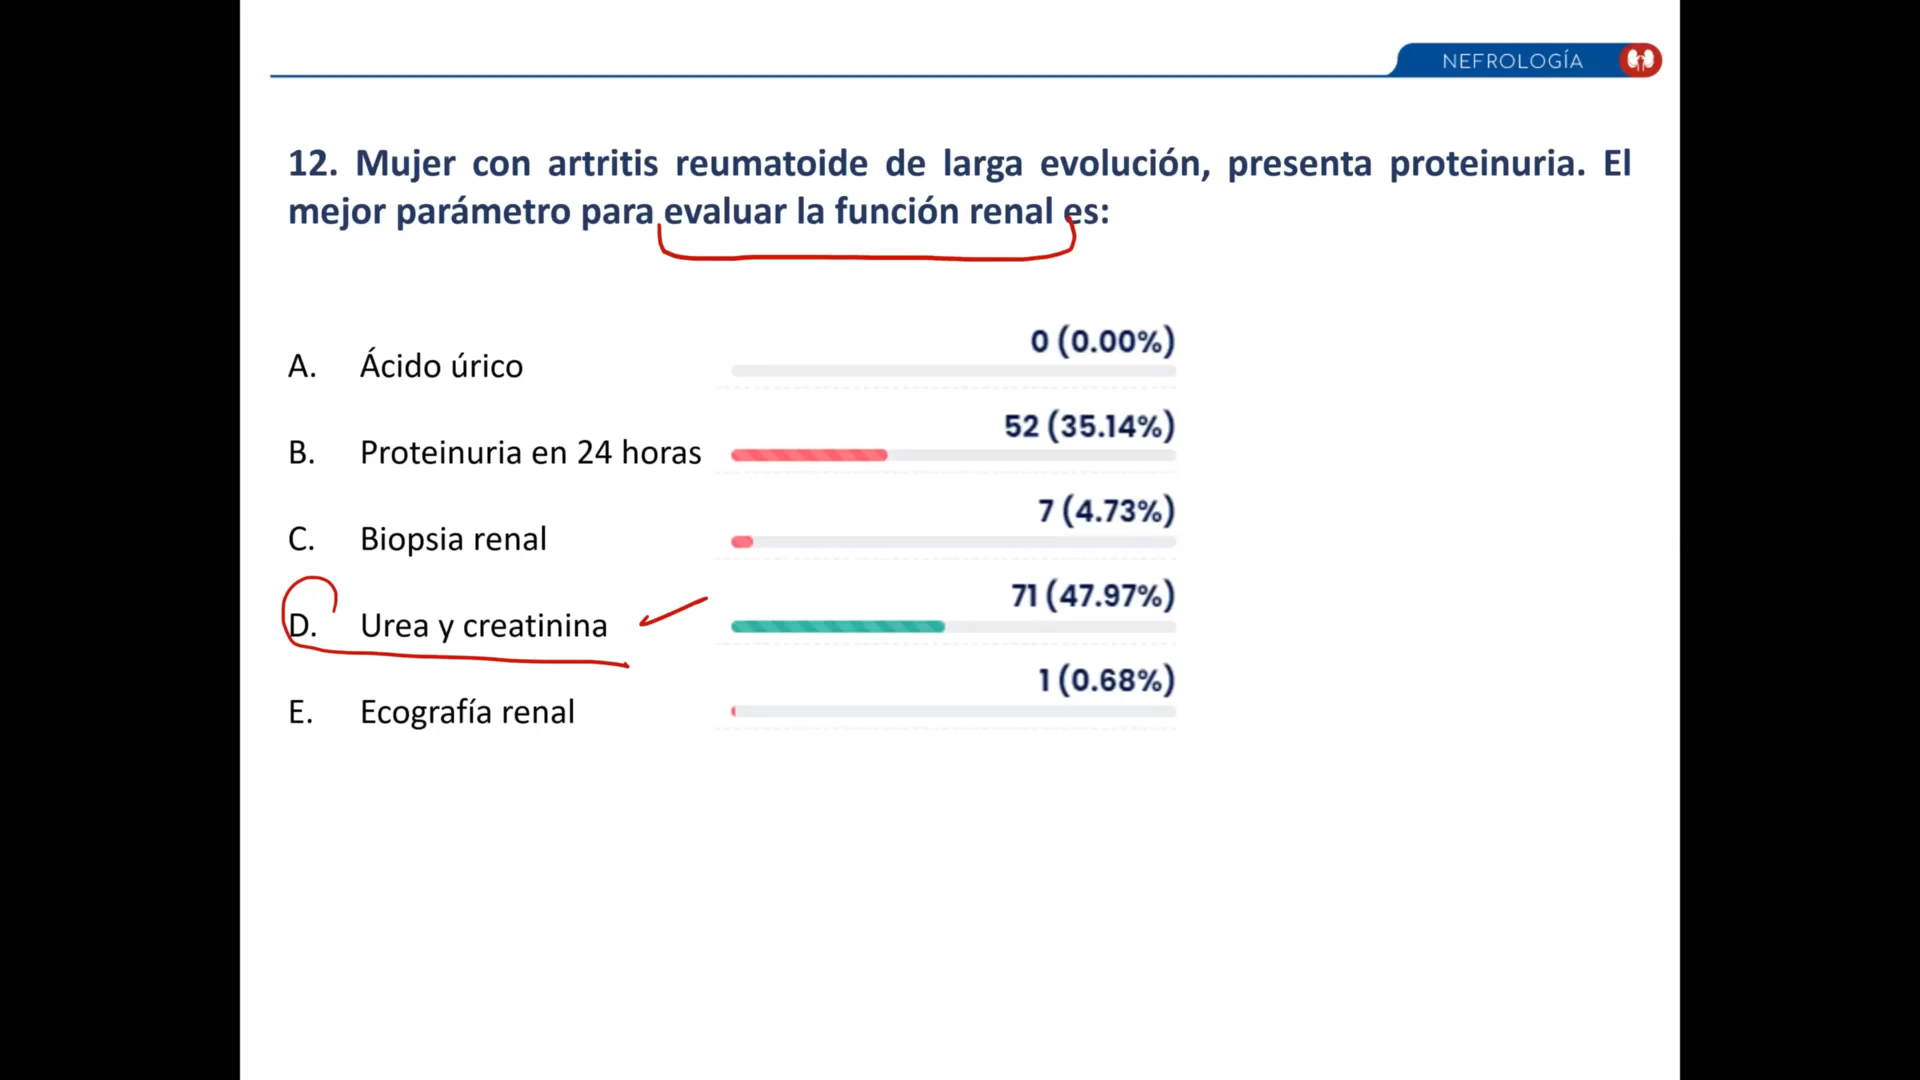 NEFROLOGÍA
12. Mujer con artritis reumatoide de larga evolución, presenta proteinuria. El
mejor parámetro para evaluar la función renal es:
0 (0.00%)
A. Ácido úrico
52 (35.14%)
B. Proteinuria en 24 horas
7 (4.73%)
C. Biopsia renal
71 (47.97%)
D. Urea y creatinina
1 (0.68%)
E. Ecografía renal